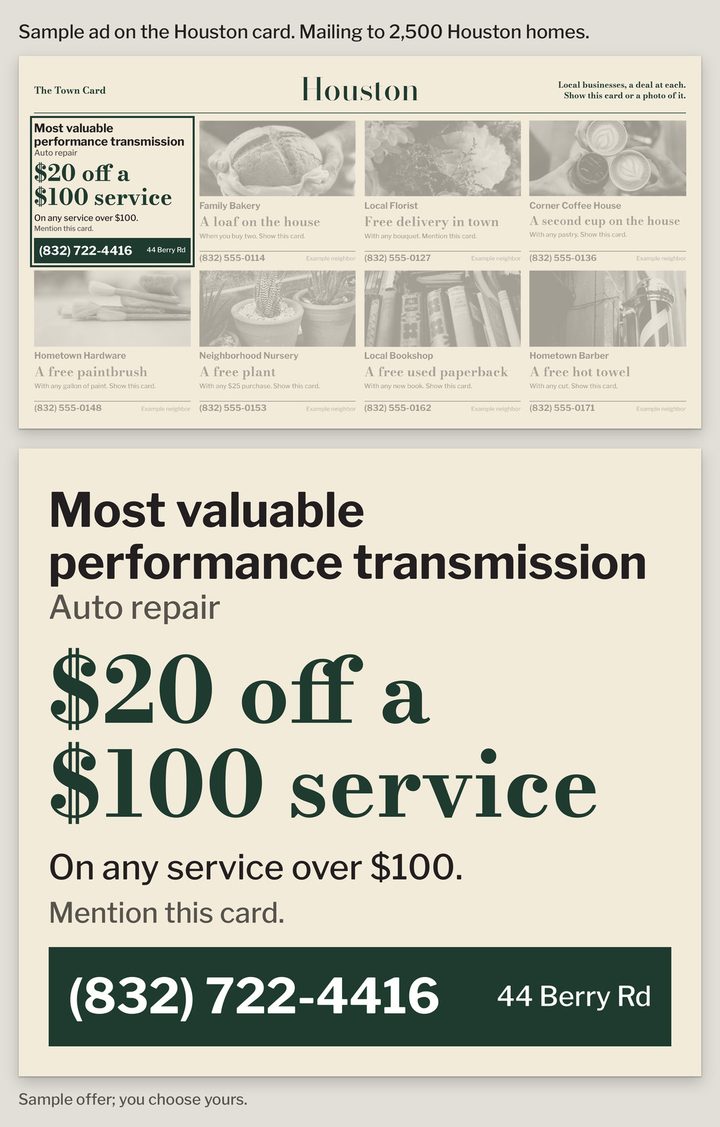 Sample ad on the Houston card. Mailing to 2,500 Houston homes.
The Town Card
Houston
Local businesses, a deal at each.
Show this card or a photo of it.
Most valuable
performance transmission
Auto repair
$20 off a
$100 service
On any service over $100.
Mention this card.
(832) 722-4416 44 Berry Rd
Family Bakery
A loaf on the house
When you buy two. Show this card.
(832) 555-0114 Example neighbor
Local Florist
Free delivery in town
With any bouquet. Mention this card.
(832) 555-0127 Example neighbor
Corner Coffee House
A second cup on the house
With any pastry. Show this card.
(832) 555-0136 Example neighbor
Hometown Hardware
A free paintbrush
With any gallon of paint. Show this card.
(832) 555-0148 Example neighbor
Neighborhood Nursery
A free plant
With any $25 purchase. Show this card.
(832) 555-0153 Example neighbor
Local Bookshop
A free used paperback
With any new book. Show this card.
(832) 555-0162 Example neighbor
Hometown Barber
A free hot towel
With any cut. Show this card.
(832) 555-0171 Example neighbor
Most valuable
performance transmission
Auto repair
$20 off a
$100 service
On any service over $100.
Mention this card.
(832) 722-4416 44 Berry Rd
Sample offer; you choose yours.